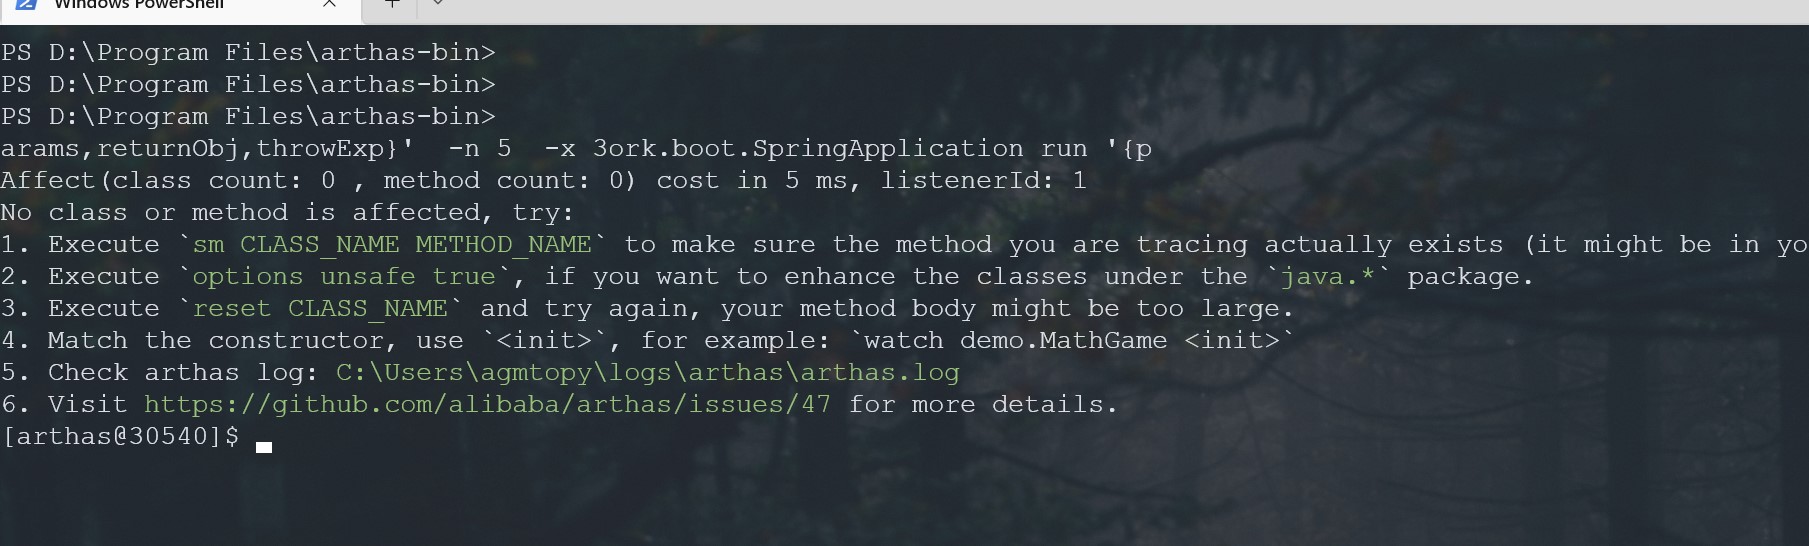 Windows PowerShell
PS D:\Program Files\arthas-bin>
PS D:\Program Files\arthas-bin>
PS D:\Program Files\arthas-bin>
arams,returnObj,throwExp}'  -n 5  -x 3ork.boot.SpringApplication run '{p
Affect(class count: 0 , method count: 0) cost in 5 ms, listenerId: 1
No class or method is affected, try:
1. Execute `sm CLASS_NAME METHOD_NAME` to make sure the method you are tracing actually exists (it might be in yo
2. Execute `options unsafe true`, if you want to enhance the classes under the `java.*` package.
3. Execute `reset CLASS_NAME` and try again, your method body might be too large.
4. Match the constructor, use `<init>`, for example: `watch demo.MathGame <init>`
5. Check arthas log: C:\Users\agmtopy\logs\arthas\arthas.log
6. Visit https://github.com/alibaba/arthas/issues/47 for more details.
[arthas@30540]$